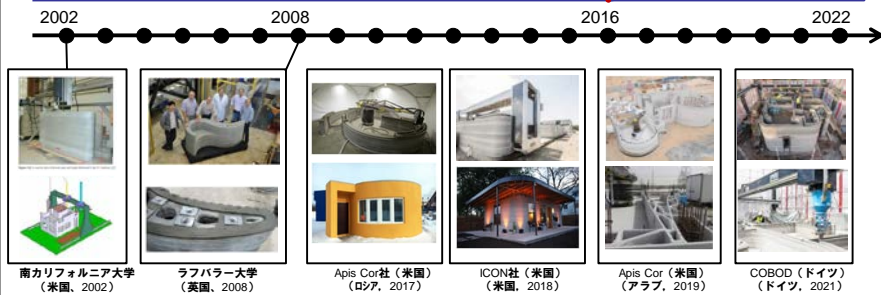 2002 2008 2016 2022
南カリフォルニア大学
（米国、2002）
ラフバラー大学
（英国、2008）
Apis Cor社（米国）
（ロシア，2017）
ICON社（米国）
（米国，2018）
Apis Cor（米国）
（アラブ，2019）
COBOD（ドイツ）
（ドイツ，2021）